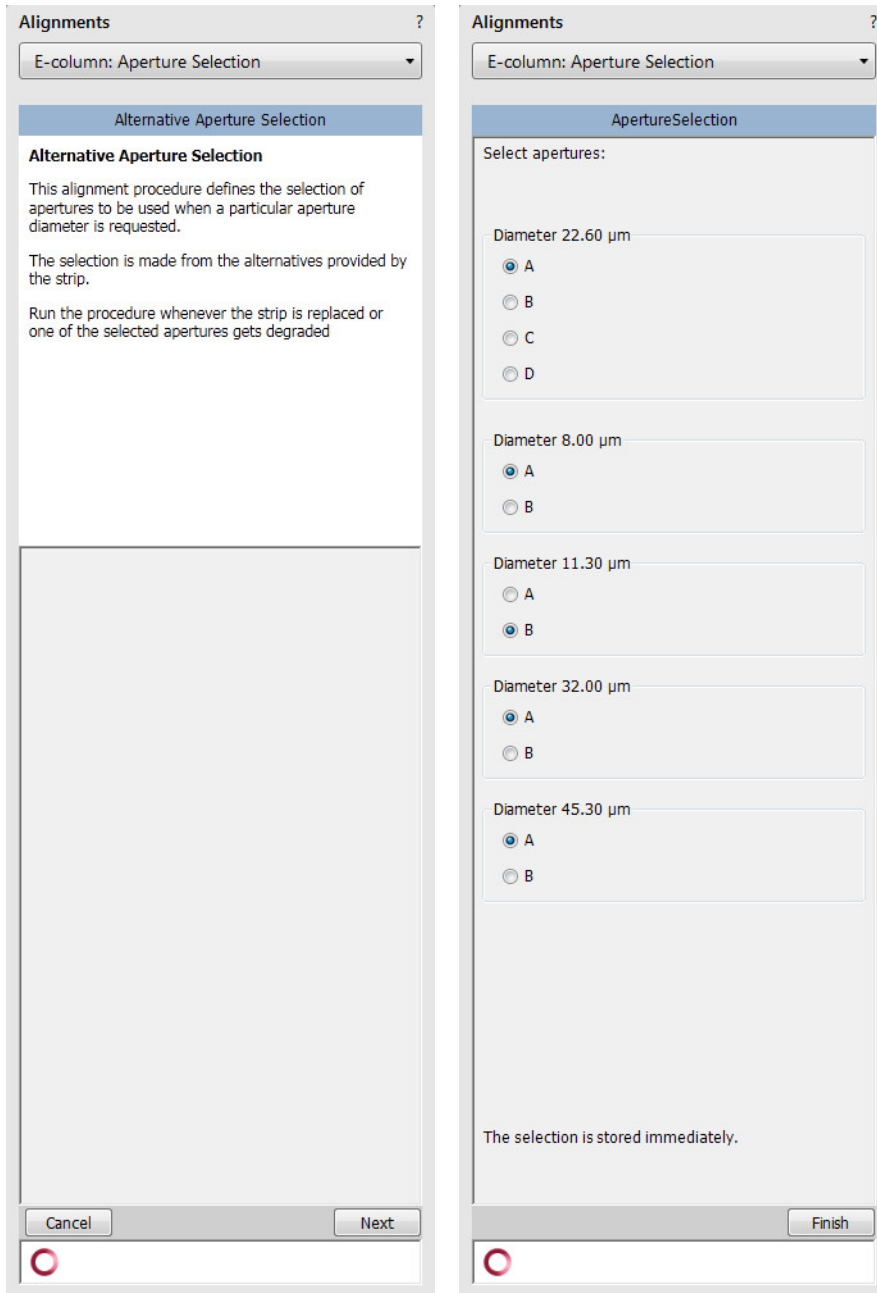 Alignments ?
E-column: Aperture Selection
Alternative Aperture Selection
Alternative Aperture Selection
This alignment procedure defines the selection of
apertures to be used when a particular aperture
diameter is requested.
The selection is made from the alternatives provided by
the strip.
Run the procedure whenever the strip is replaced or
one of the selected apertures gets degraded
Cancel Next
Alignments ?
E-column: Aperture Selection
ApertureSelection
Select apertures:
Diameter 22.60 µm
A
B
C
D
Diameter 8.00 µm
A
B
Diameter 11.30 µm
A
B
Diameter 32.00 µm
A
B
Diameter 45.30 µm
A
B
The selection is stored immediately.
Finish